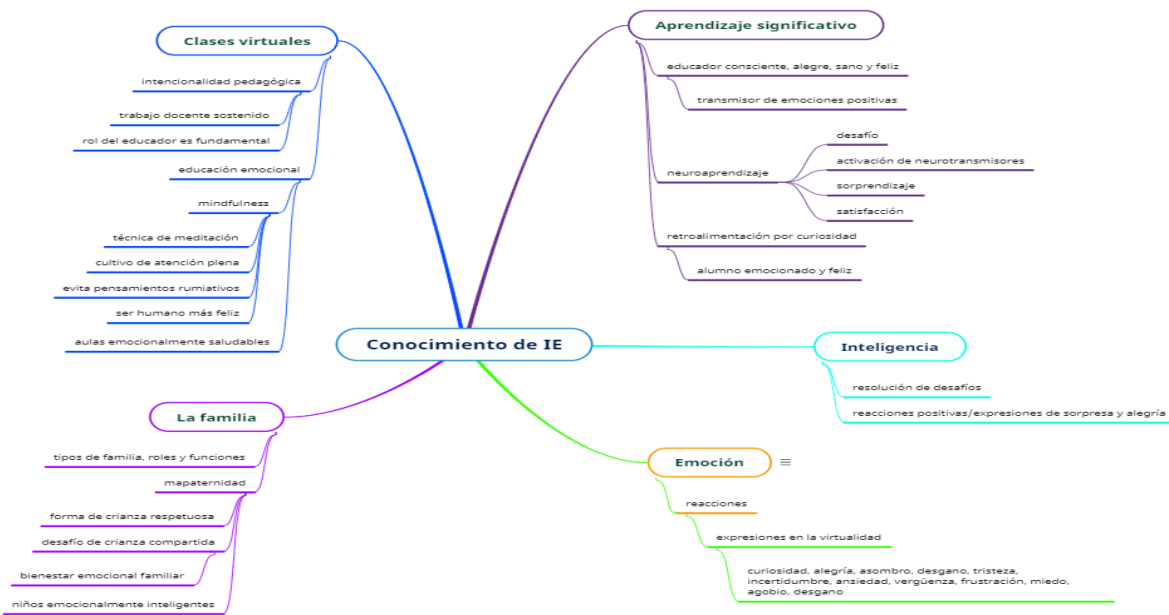 Conocimiento de IE
Clases virtuales
intencionalidad pedagógica
trabajo docente sostenido
rol del educador es fundamental
educación emocional
mindfulness
técnica de meditación
cultivo de atención plena
evita pensamientos rumiativos
ser humano más feliz
aulas emocionalmente saludables
La familia
tipos de familia, roles y funciones
mapaternidad
forma de crianza respetuosa
desafío de crianza compartida
bienestar emocional familiar
niños emocionalmente inteligentes
Aprendizaje significativo
educador consciente, alegre, sano y feliz
transmisor de emociones positivas
neuroaprendizaje
desafío
activación de neurotransmisores
sorprendizaje
satisfacción
retroalimentación por curiosidad
alumno emocionado y feliz
Inteligencia
resolución de desafíos
reacciones positivas/expresiones de sorpresa y alegría
Emoción
reacciones
expresiones en la virtualidad
curiosidad, alegría, asombro, desgano, tristeza,
incertidumbre, ansiedad, vergüenza, frustración, miedo,
agobio, desgano